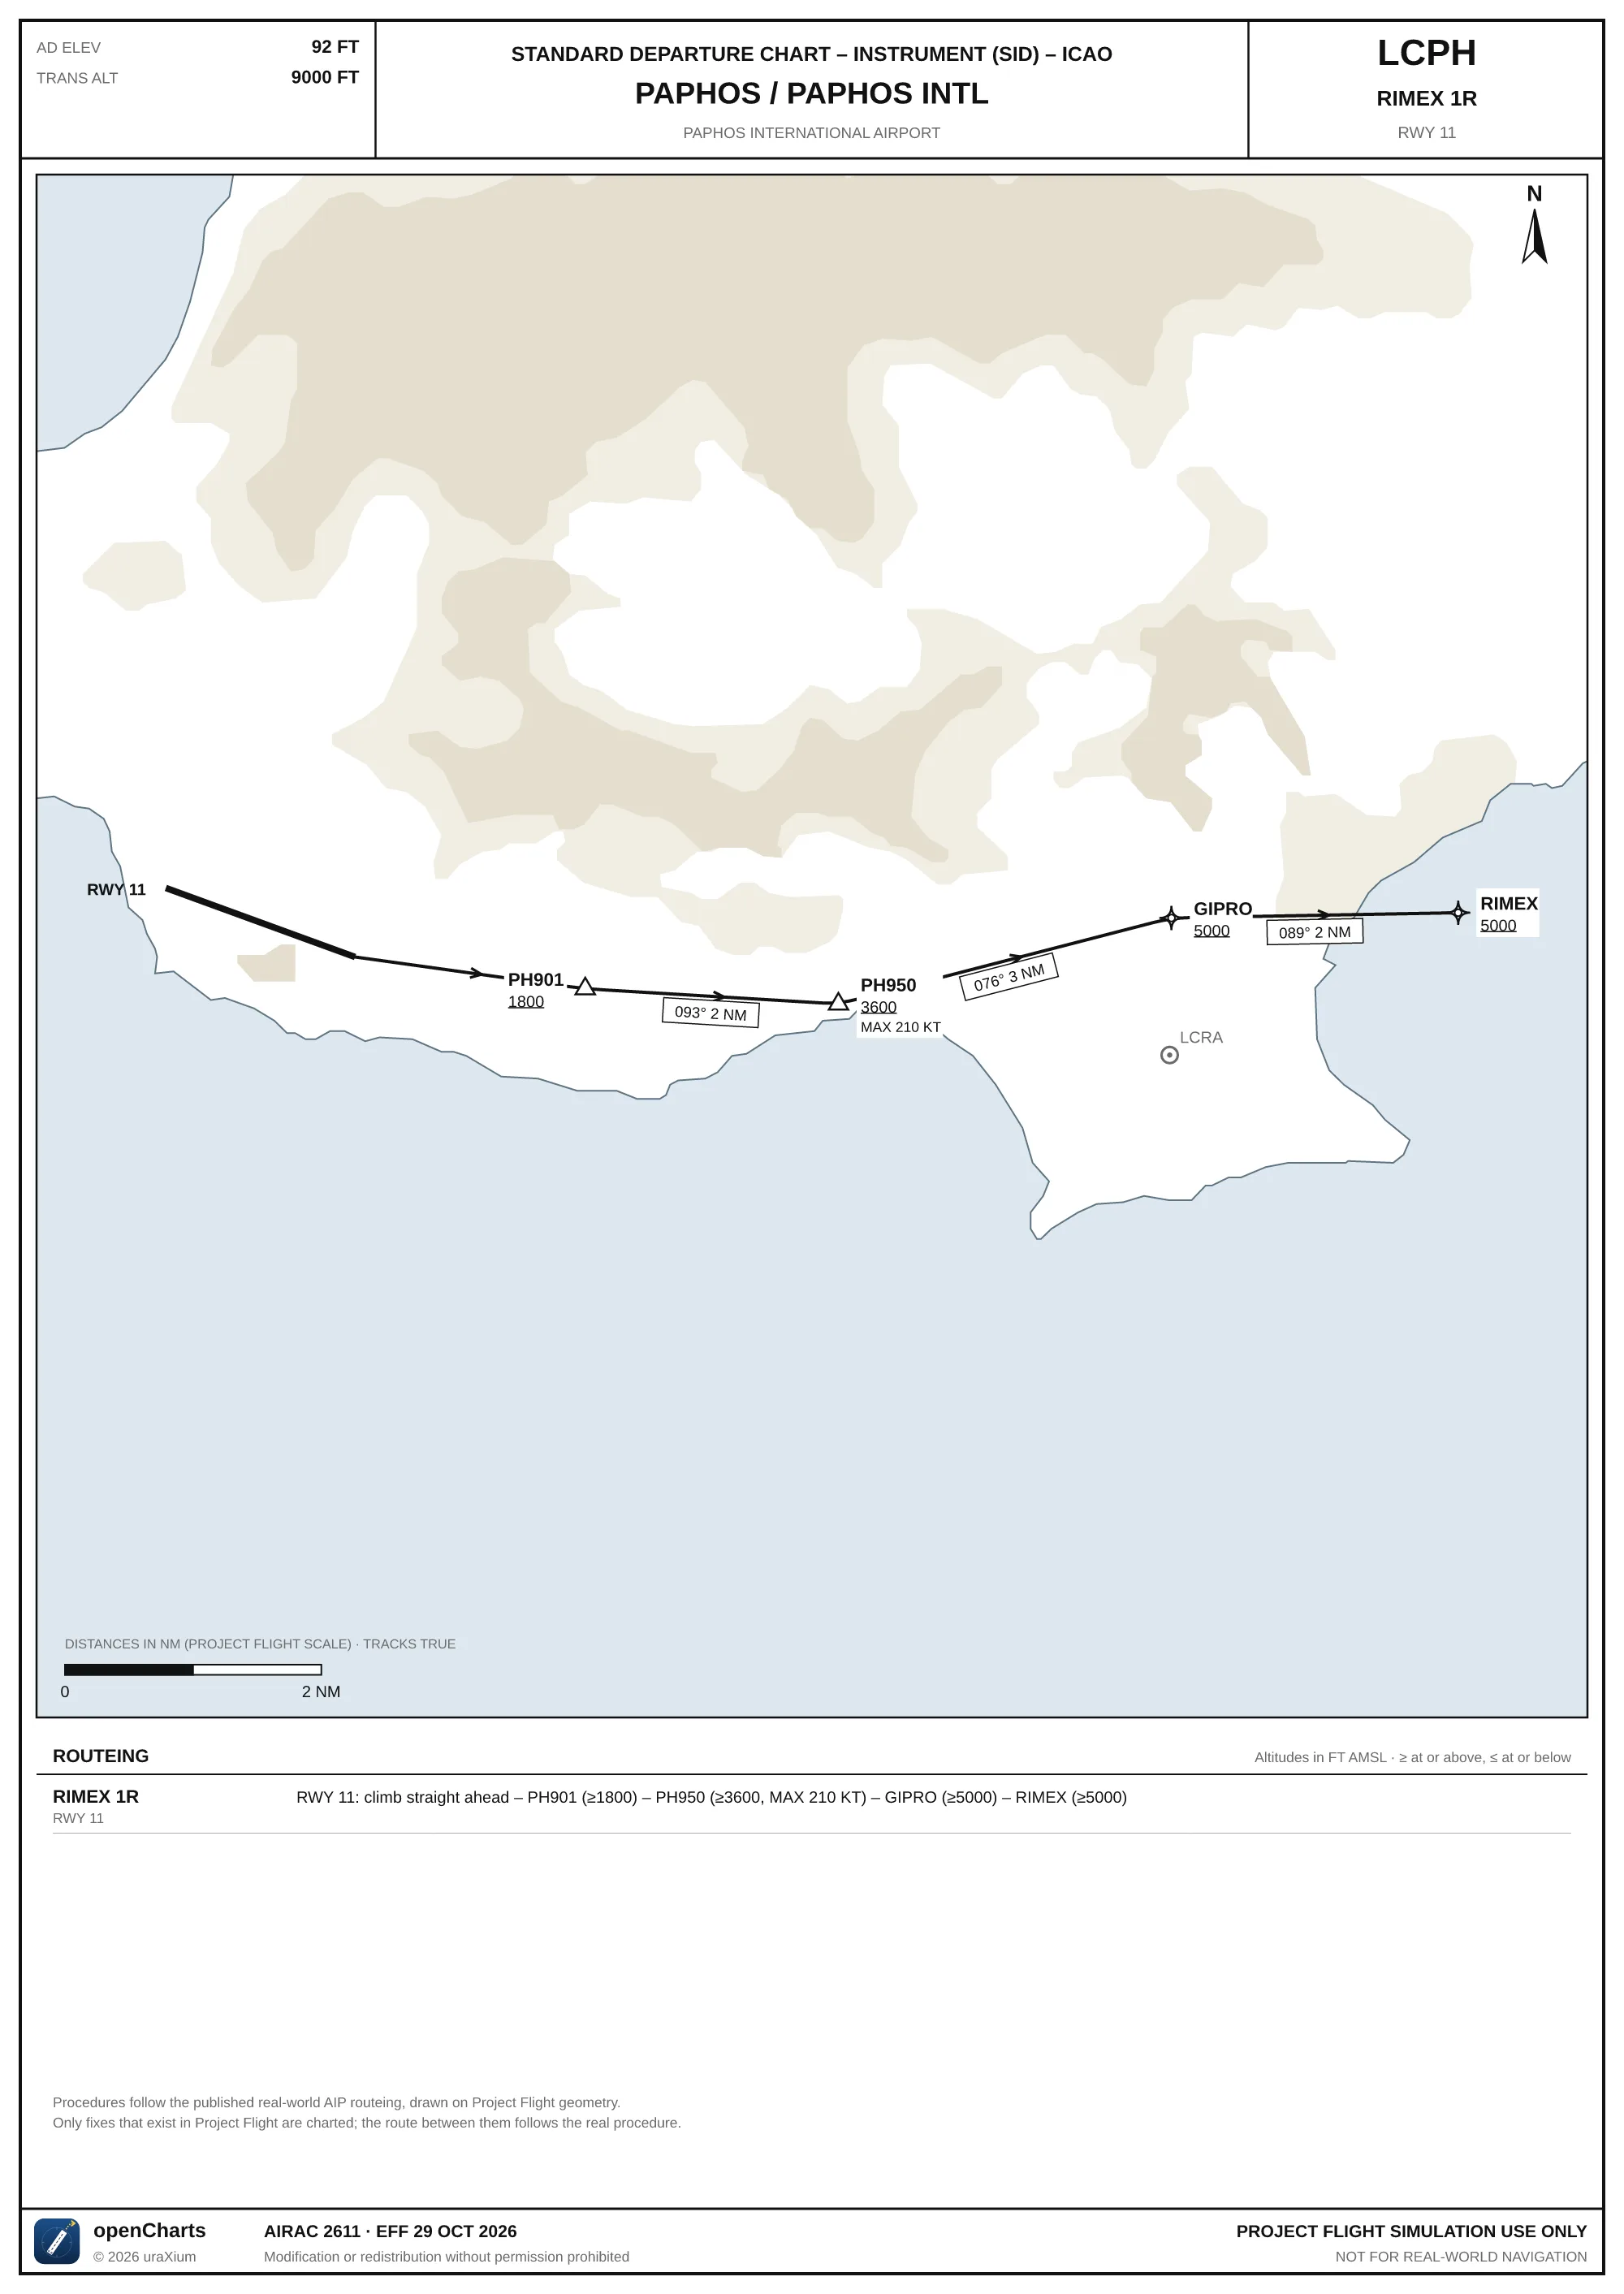 AD ELEV 92 FT
TRANS ALT 9000 FT
STANDARD DEPARTURE CHART – INSTRUMENT (SID) – ICAO
PAPHOS / PAPHOS INTL
PAPHOS INTERNATIONAL AIRPORT
LCPH
RIMEX 1R
RWY 11
N
RWY 11
PH901
1800
093° 2 NM
PH950
3600
MAX 210 KT
076° 3 NM
GIPRO
5000
089° 2 NM
RIMEX
5000
LCRA
DISTANCES IN NM (PROJECT FLIGHT SCALE) · TRACKS TRUE
0 2 NM
ROUTEING Altitudes in FT AMSL · ≥ at or above, ≤ at or below
RIMEX 1R RWY 11: climb straight ahead – PH901 (≥1800) – PH950 (≥3600, MAX 210 KT) – GIPRO (≥5000) – RIMEX (≥5000)
RWY 11
Procedures follow the published real-world AIP routeing, drawn on Project Flight geometry.
Only fixes that exist in Project Flight are charted; the route between them follows the real procedure.
openCharts AIRAC 2611 · EFF 29 OCT 2026 PROJECT FLIGHT SIMULATION USE ONLY
© 2026 uraXium Modification or redistribution without permission prohibited NOT FOR REAL-WORLD NAVIGATION